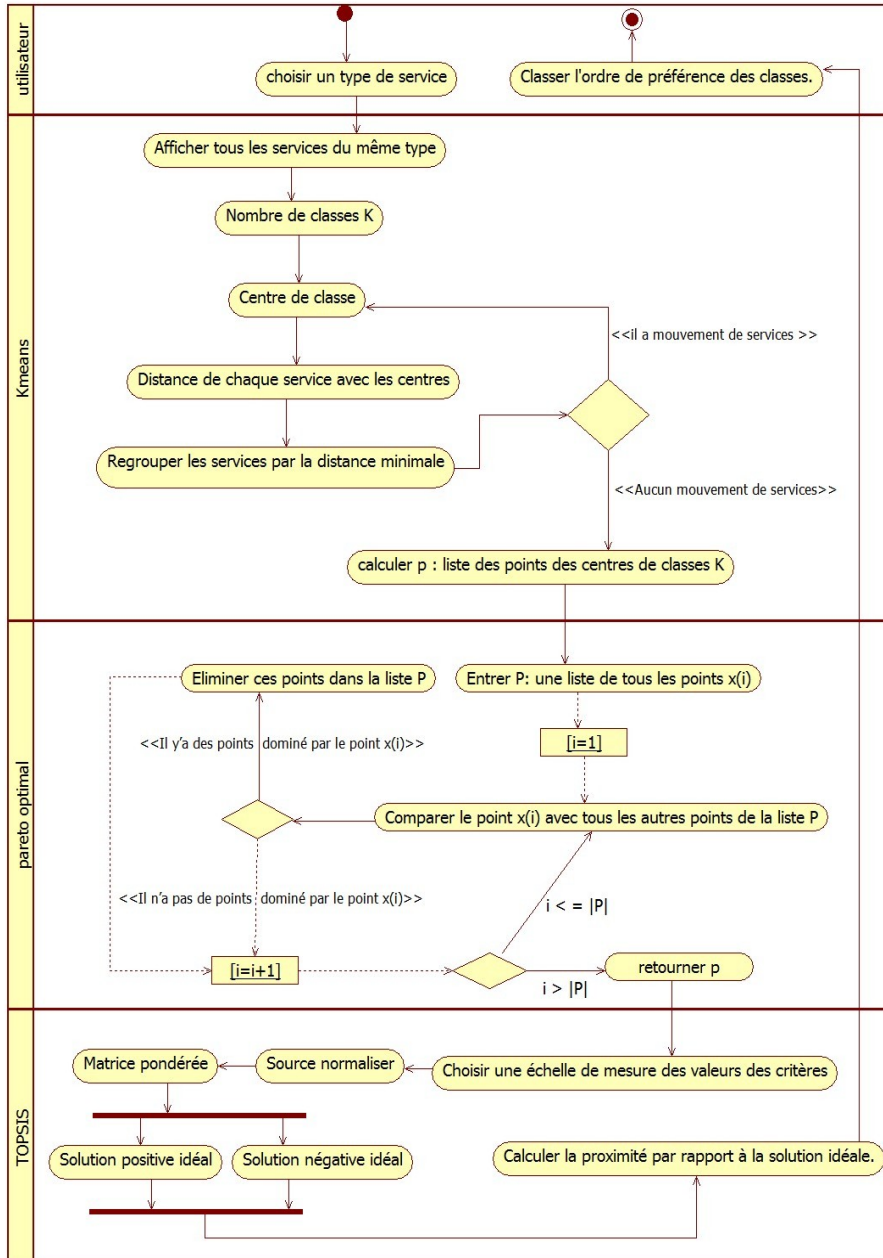 utilisateur
choisir un type de service
Classer l'ordre de préférence des classes.
Kmeans
Afficher tous les services du même type
Nombre de classes K
Centre de classe
<<il a mouvement de services >>
Distance de chaque service avec les centres
Regrouper les services par la distance minimale
<<Aucun mouvement de services>>
calculer p : liste des points des centres de classes K
pareto optimal
Eliminer ces points dans la liste P
Entrer P: une liste de tous les points x(i)
<<Il y'a des points dominé par le point x(i)>>
[i=1]
Comparer le point x(i) avec tous les autres points de la liste P
<<Il n'a pas de points dominé par le point x(i)>>
i < = |P|
[i=i+1]
i > |P|
retourner p
TOPSIS
Matrice pondérée
Source normaliser
Choisir une échelle de mesure des valeurs des critères
Solution positive idéal
Solution négative idéal
Calculer la proximité par rapport à la solution idéale.